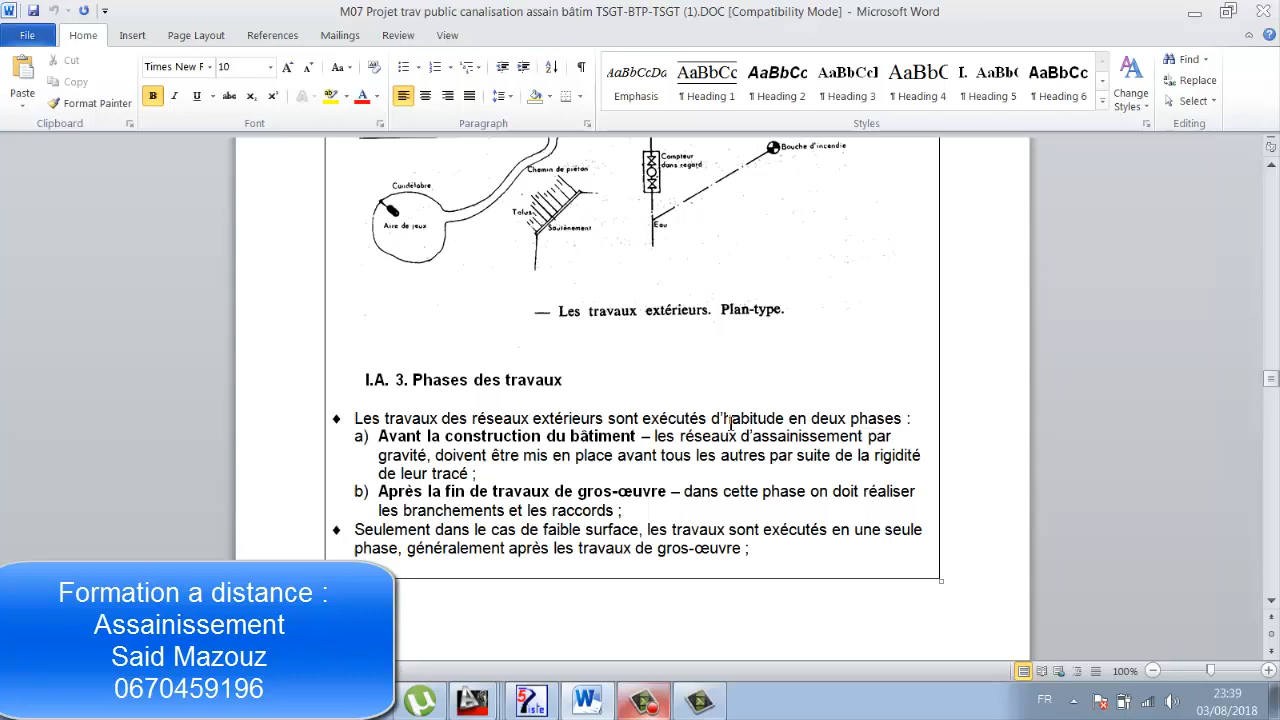 M07 Projet trav public canalisation assain bâtim TSGT-BTP-TSGT (1).DOC [Compatibility Mode] - Microsoft Word
File Home Insert Page Layout References Mailings Review View
Cut
Copy
Format Painter
Paste
Clipboard
Times New F 10
Font
Paragraph
AaBbCcDa AaBbCc AaBbCc AaBbCcI AaBbC I. AaBb( AaBbCc
Emphasis ¶ Heading 1 ¶ Heading 2 ¶ Heading 3 ¶ Heading 4 ¶ Heading 5 ¶ Heading 6
Styles
Change
Styles
Find
Replace
Select
Editing
Bouche d'incendie
Compteur
dans regard
Chemin de piéton
Candélabre
Talus
Aire de jeux
Soutènement
Eau
— Les travaux extérieurs. Plan-type.
I.A. 3. Phases des travaux
♦ Les travaux des réseaux extérieurs sont exécutés d'habitude en deux phases :
a) Avant la construction du bâtiment – les réseaux d'assainissement par
gravité, doivent être mis en place avant tous les autres par suite de la rigidité
de leur tracé ;
b) Après la fin de travaux de gros-œuvre – dans cette phase on doit réaliser
les branchements et les raccords ;
♦ Seulement dans le cas de faible surface, les travaux sont exécutés en une seule
phase, généralement après les travaux de gros-œuvre ;
Formation a distance :
Assainissement
Said Mazouz
0670459196
100%
FR
23:39
03/08/2018